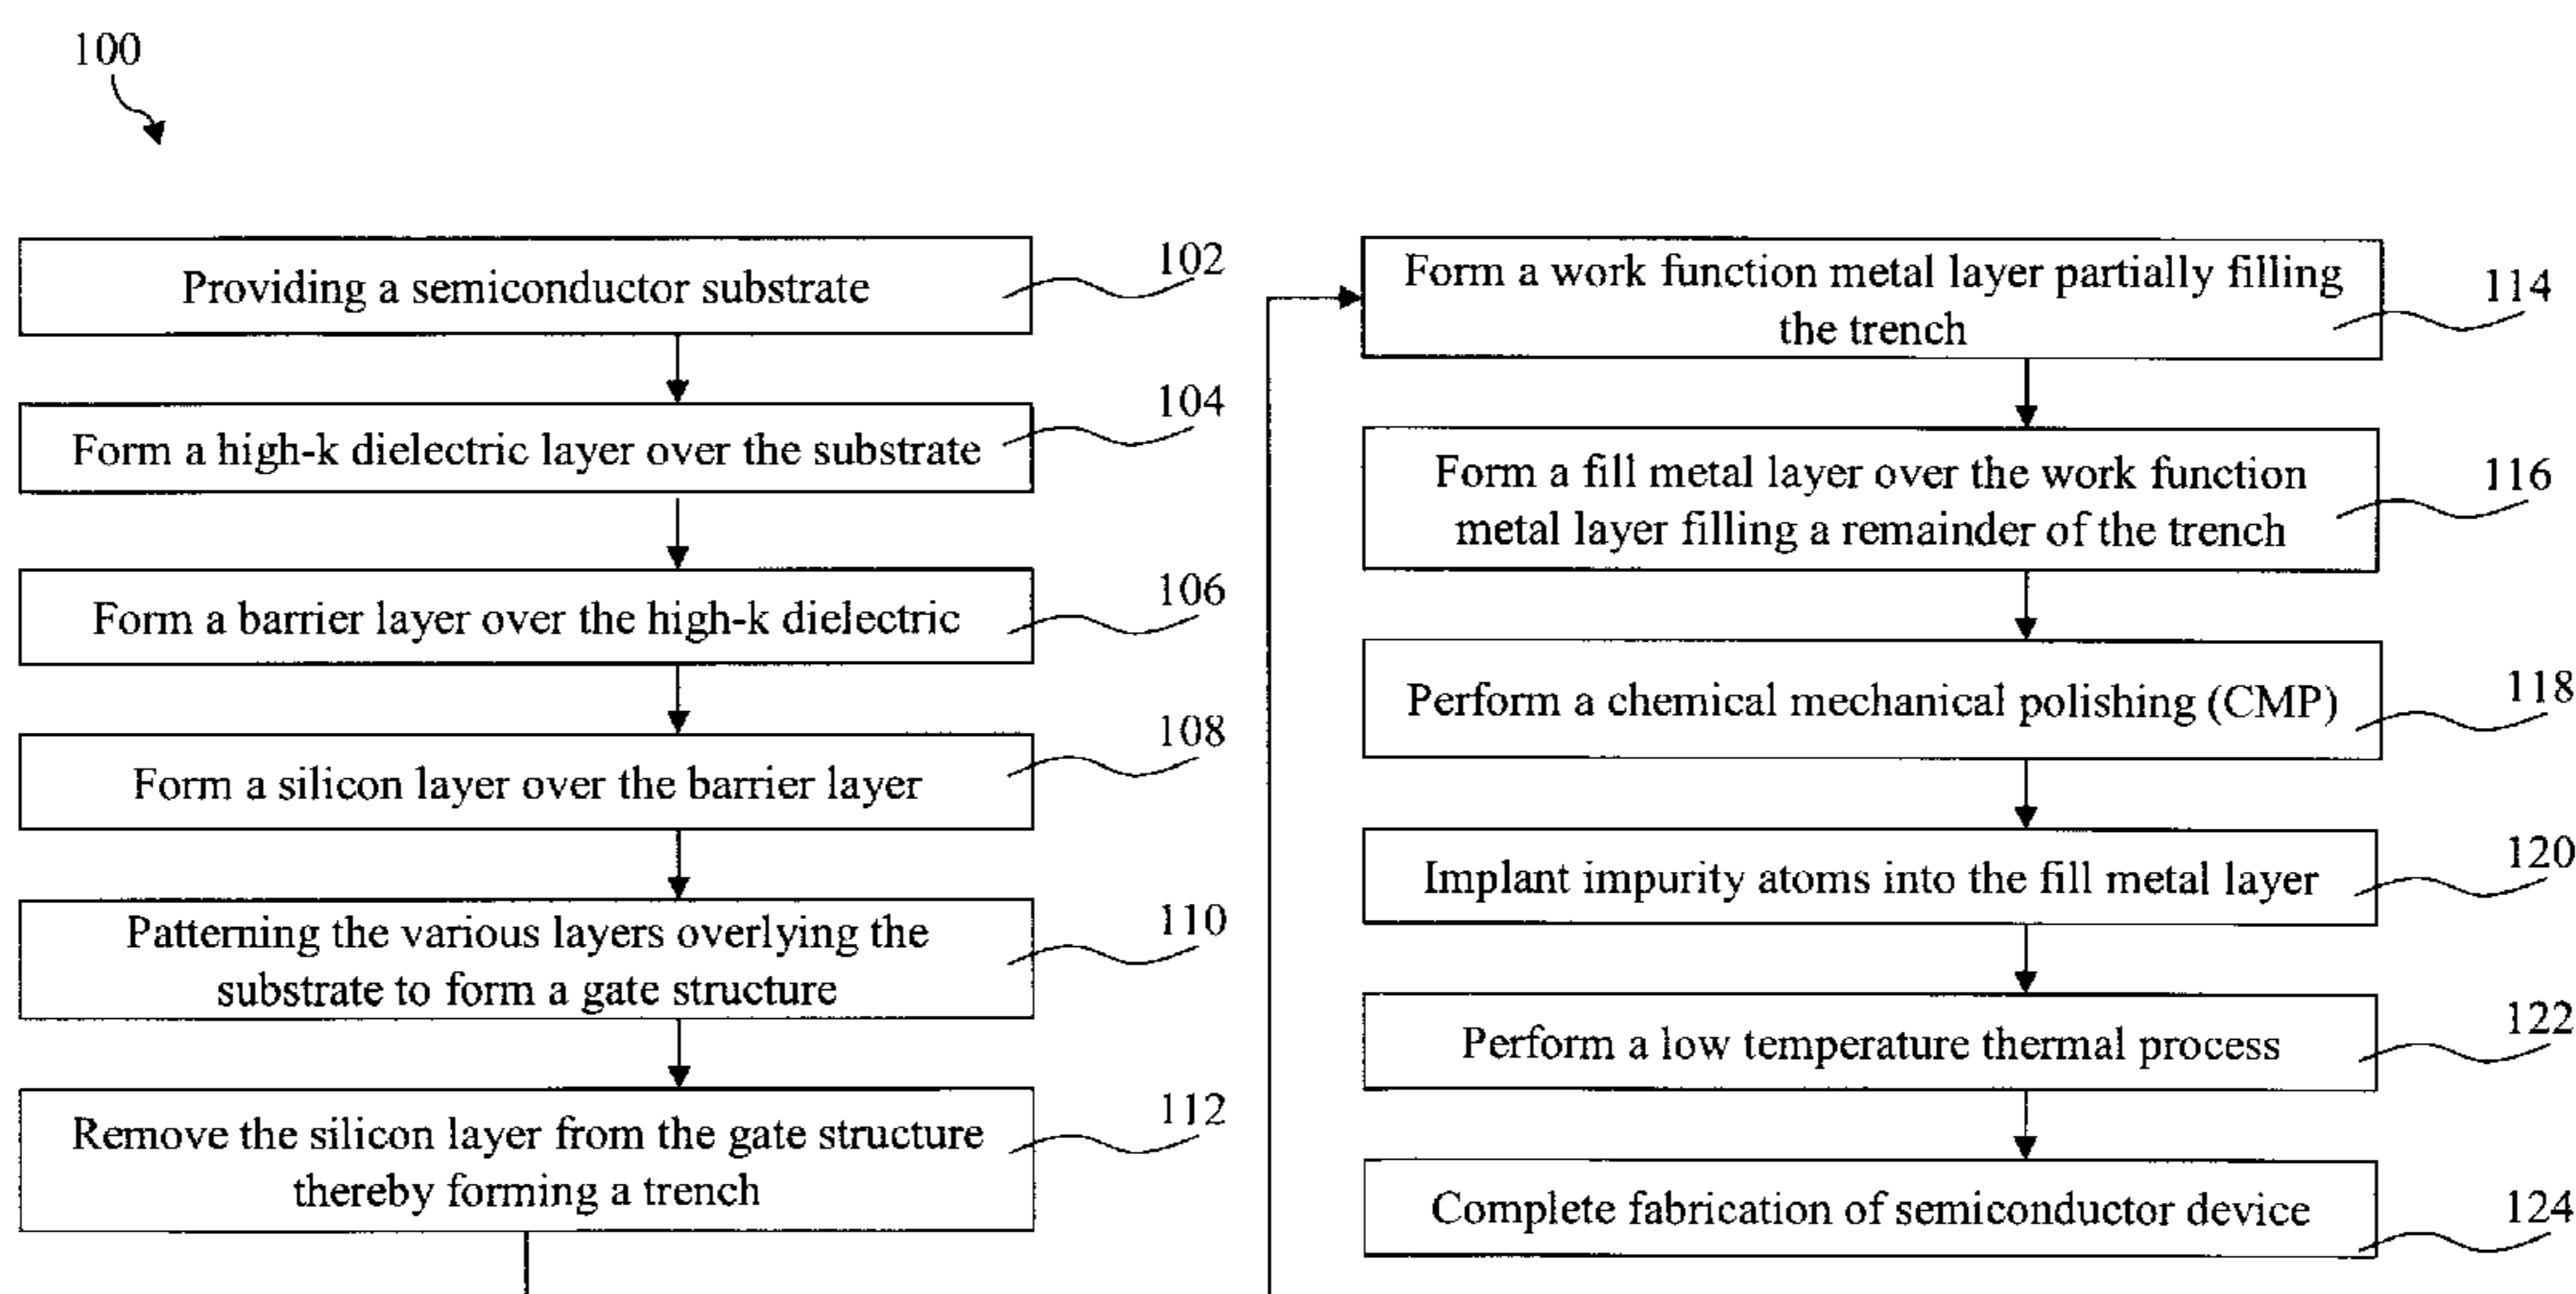 100
Providing a semiconductor substrate
102
Form a high-k dielectric layer over the substrate
104
Form a barrier layer over the high-k dielectric
106
Form a silicon layer over the barrier layer
108
Patterning the various layers overlying the
substrate to form a gate structure
110
Remove the silicon layer from the gate structure
thereby forming a trench
112
Form a work function metal layer partially filling
the trench
114
Form a fill metal layer over the work function
metal layer filling a remainder of the trench
116
Perform a chemical mechanical polishing (CMP)
118
Implant impurity atoms into the fill metal layer
120
Perform a low temperature thermal process
122
Complete fabrication of semiconductor device
124